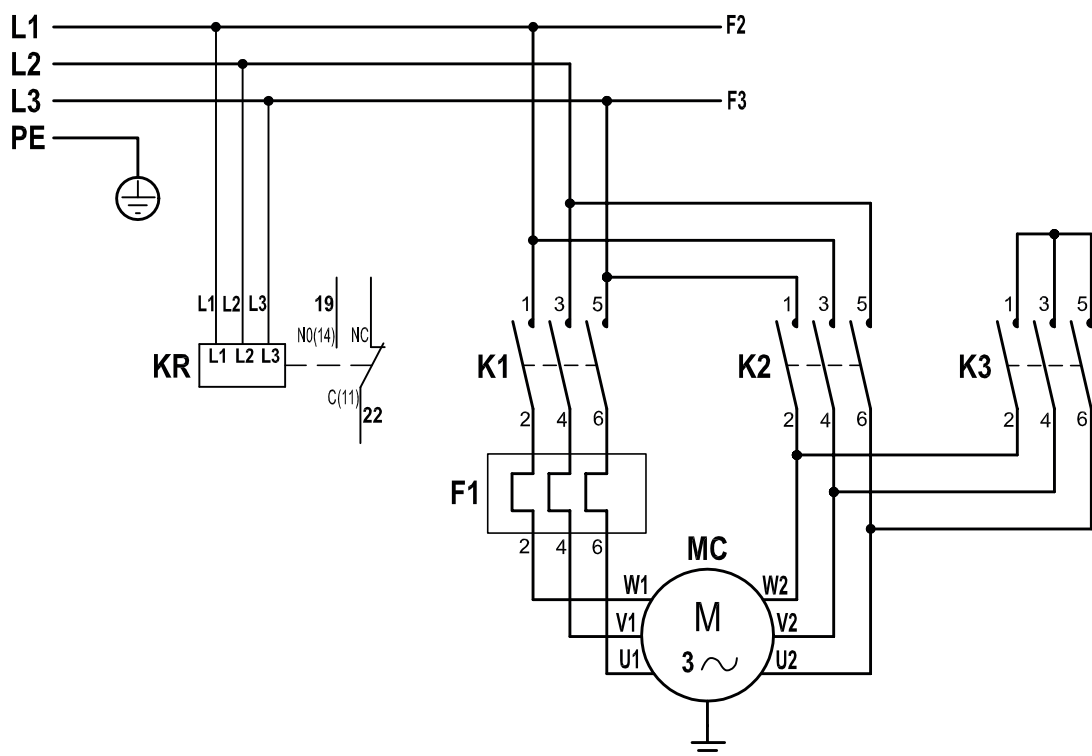 L1 F2
L2
L3 F3
PE
L1 L2 L3 19
NO(14) NC
KR L1 L2 L3
C(11) 22
1 3 5 1 3 5 1 3 5
K1 K2 K3
2 4 6 2 4 6 2 4 6
F1
2 4 6
MC
W1 W2
M
V1 V2
3
U1 U2